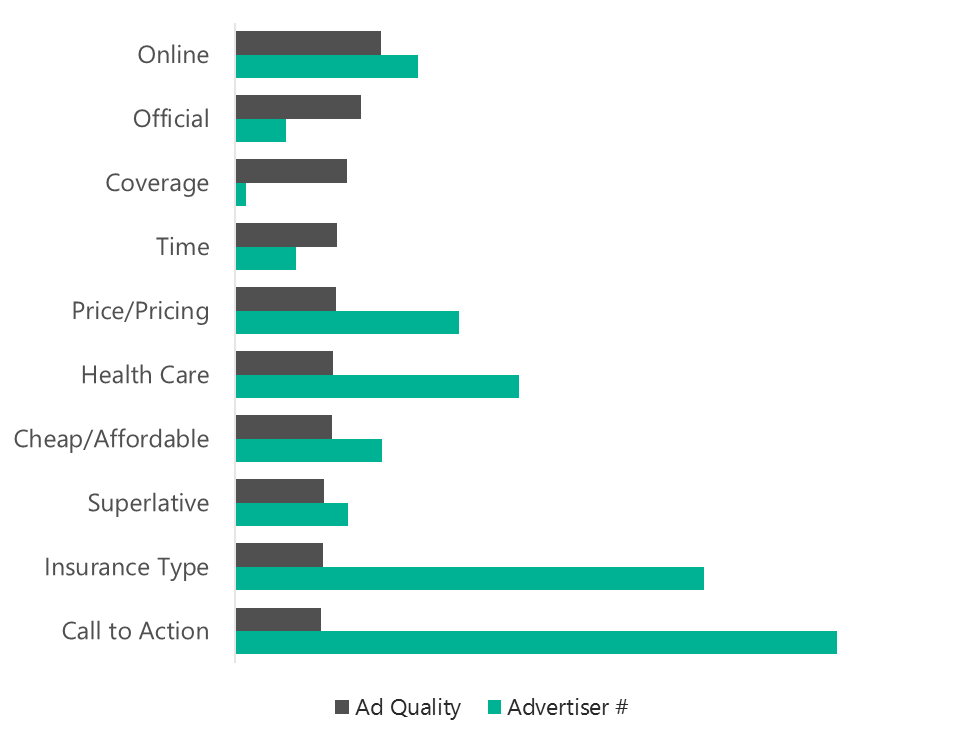 Online
Official
Coverage
Time
Price/Pricing
Health Care
Cheap/Affordable
Superlative
Insurance Type
Call to Action
Ad Quality
Advertiser #